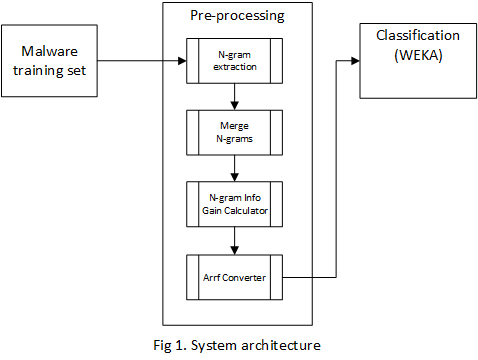 Pre-processing
Malware
training set
N-gram
extraction
Merge
N-grams
N-gram Info
Gain Calculator
Arrf Converter
Classification
(WEKA)
Fig 1. System architecture